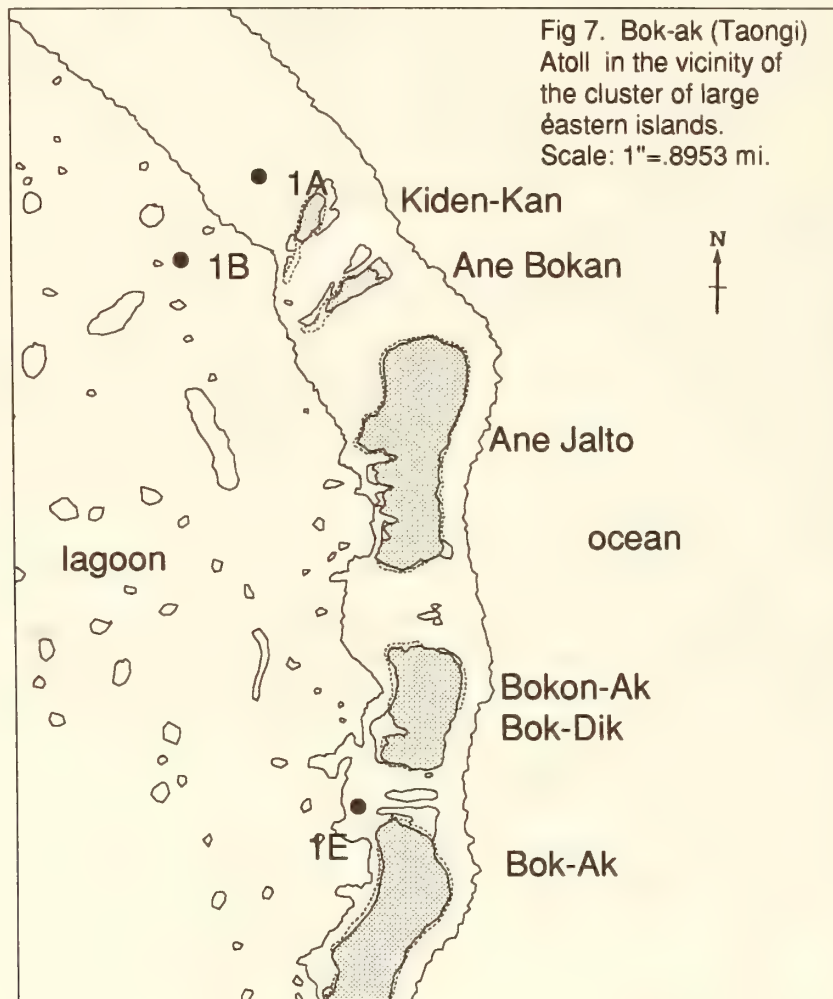 Fig 7. Bok-ak (Taongi)
Atoll in the vicinity of
the cluster of large
eastern islands.
Scale: 1"=.8953 mi.
1A
Kiden-Kan
N
1B
Ane Bokan
Ane Jalto
ocean
lagoon
Bokon-Ak
Bok-Dik
1E
Bok-Ak